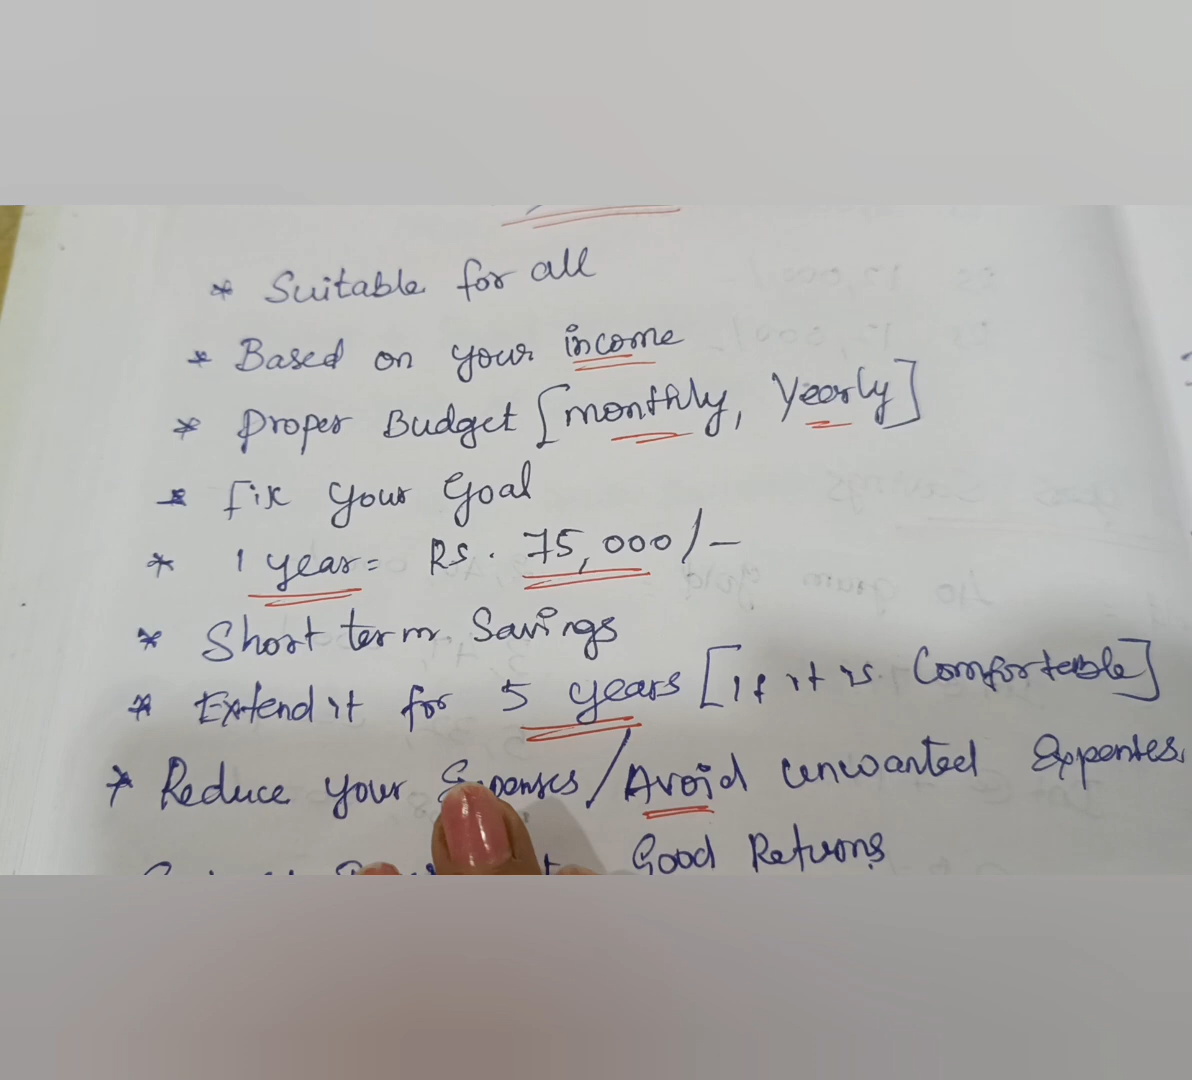 * Suitable for all
* Based on your income
* Proper Budget [monthly, Yearly]
* Fix your Goal
* 1 year = Rs. 75,000/-
* Short term Savings
* Extend it for 5 years [If it is Comfortable]
* Reduce your Expenses/Avoid unwanted Expenses
Good Returns